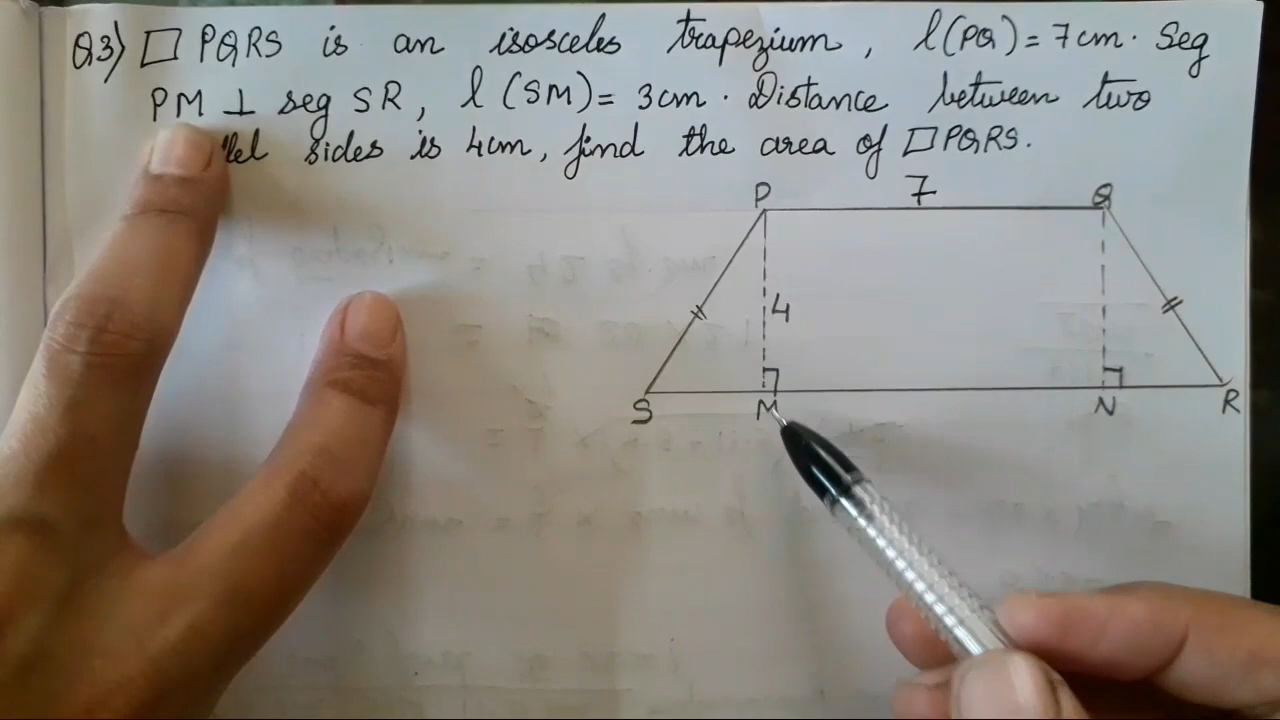 Q3) □ PQRS is an isosceles trapezium, l(PQ) = 7cm. Seg
PM ⊥ seg SR, l(SM) = 3cm. Distance between two
llel sides is 4cm, find the area of □PQRS.
7
P Q
4
S M N R